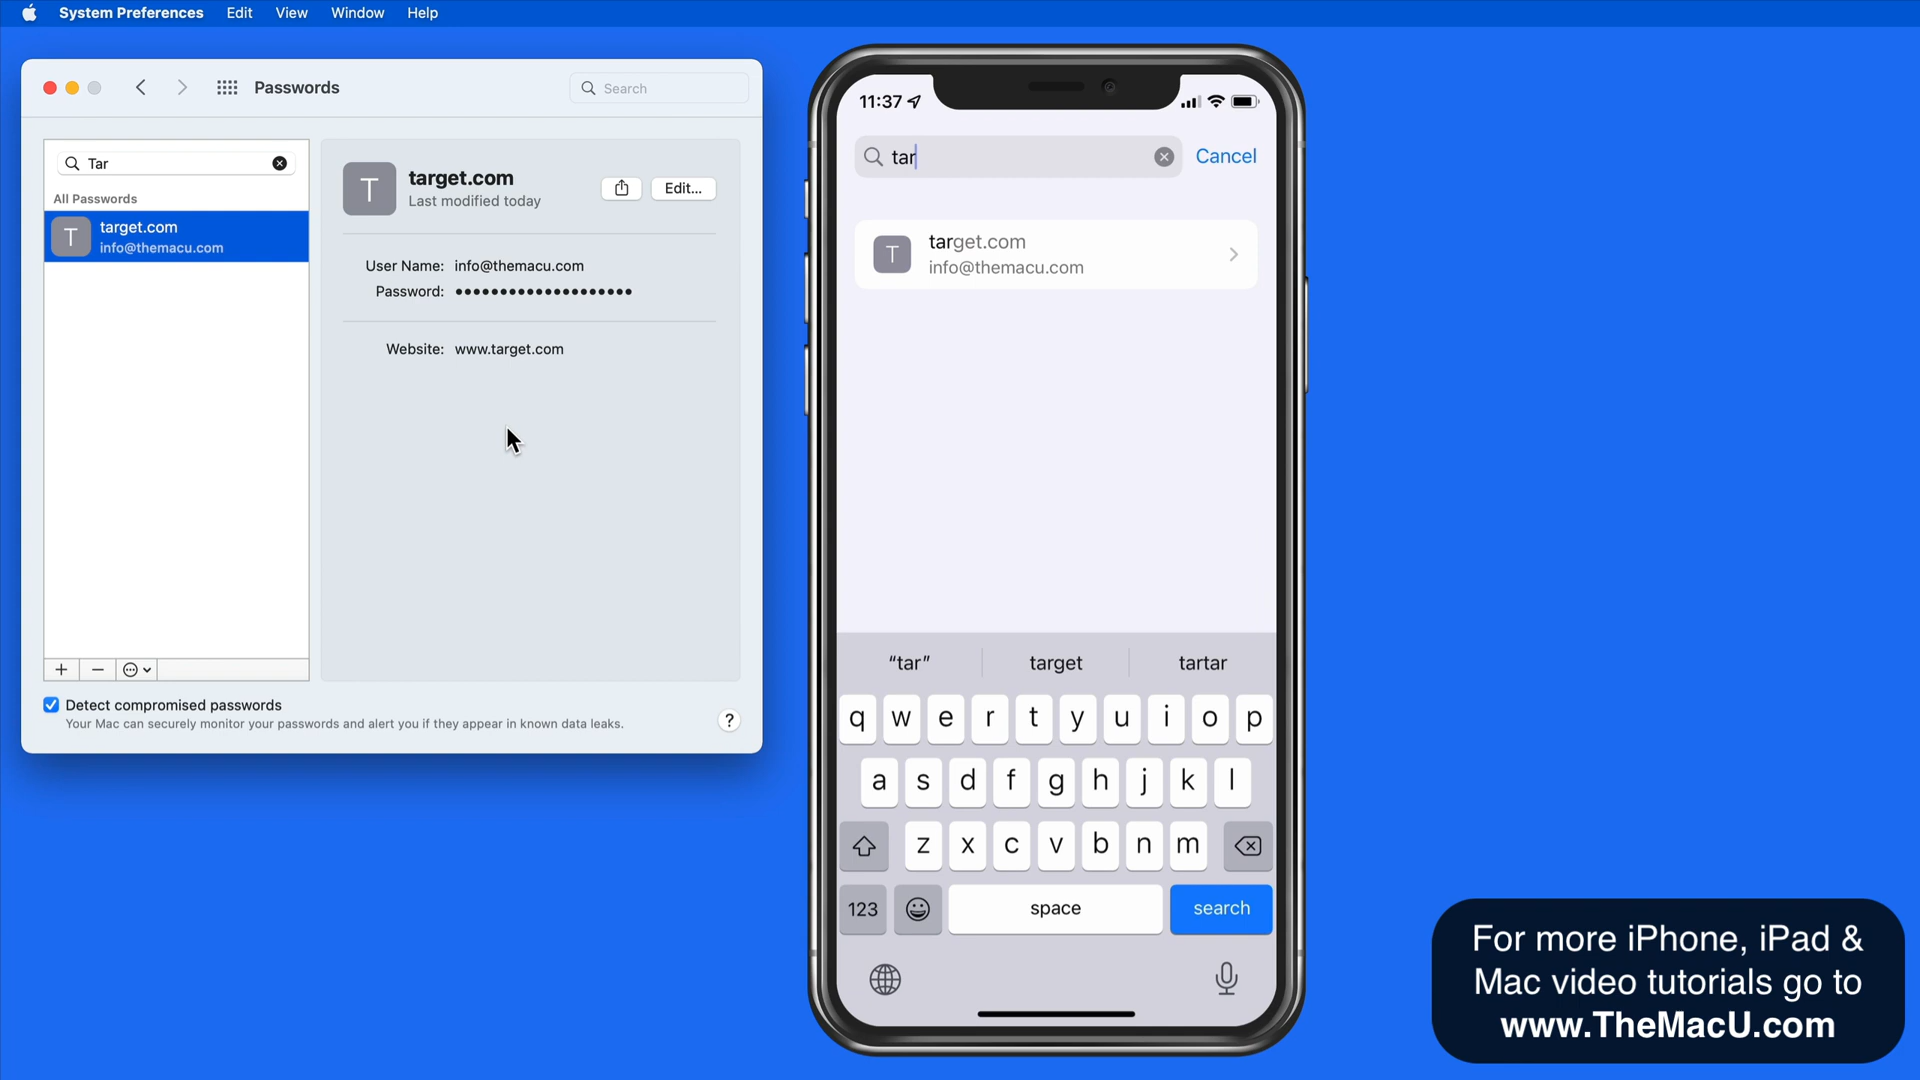 System Preferences Edit View Window Help
Passwords
Search
Tar
All Passwords
T
target.com
info@themacu.com
T
target.com
Last modified today
Edit...
User Name: info@themacu.com
Password: ••••••••••••••••••••
Website: www.target.com
+ −
Detect compromised passwords
Your Mac can securely monitor your passwords and alert you if they appear in known data leaks.
?
11:37
tar
Cancel
T
target.com
info@themacu.com
“tar” target tartar
q w e r t y u i o p
a s d f g h j k l
z x c v b n m
123 space search
For more iPhone, iPad &
Mac video tutorials go to
www.TheMacU.com